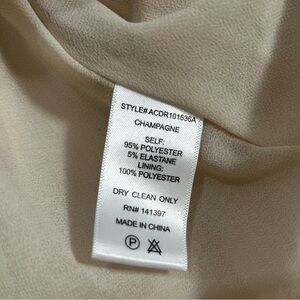 STYLE# ACDR101536A
CHAMPAGNE
SELF:
95% POLYESTER
5% ELASTANE
LINING:
100% POLYESTER
DRY CLEAN ONLY
RN# 141397
MADE IN CHINA
P